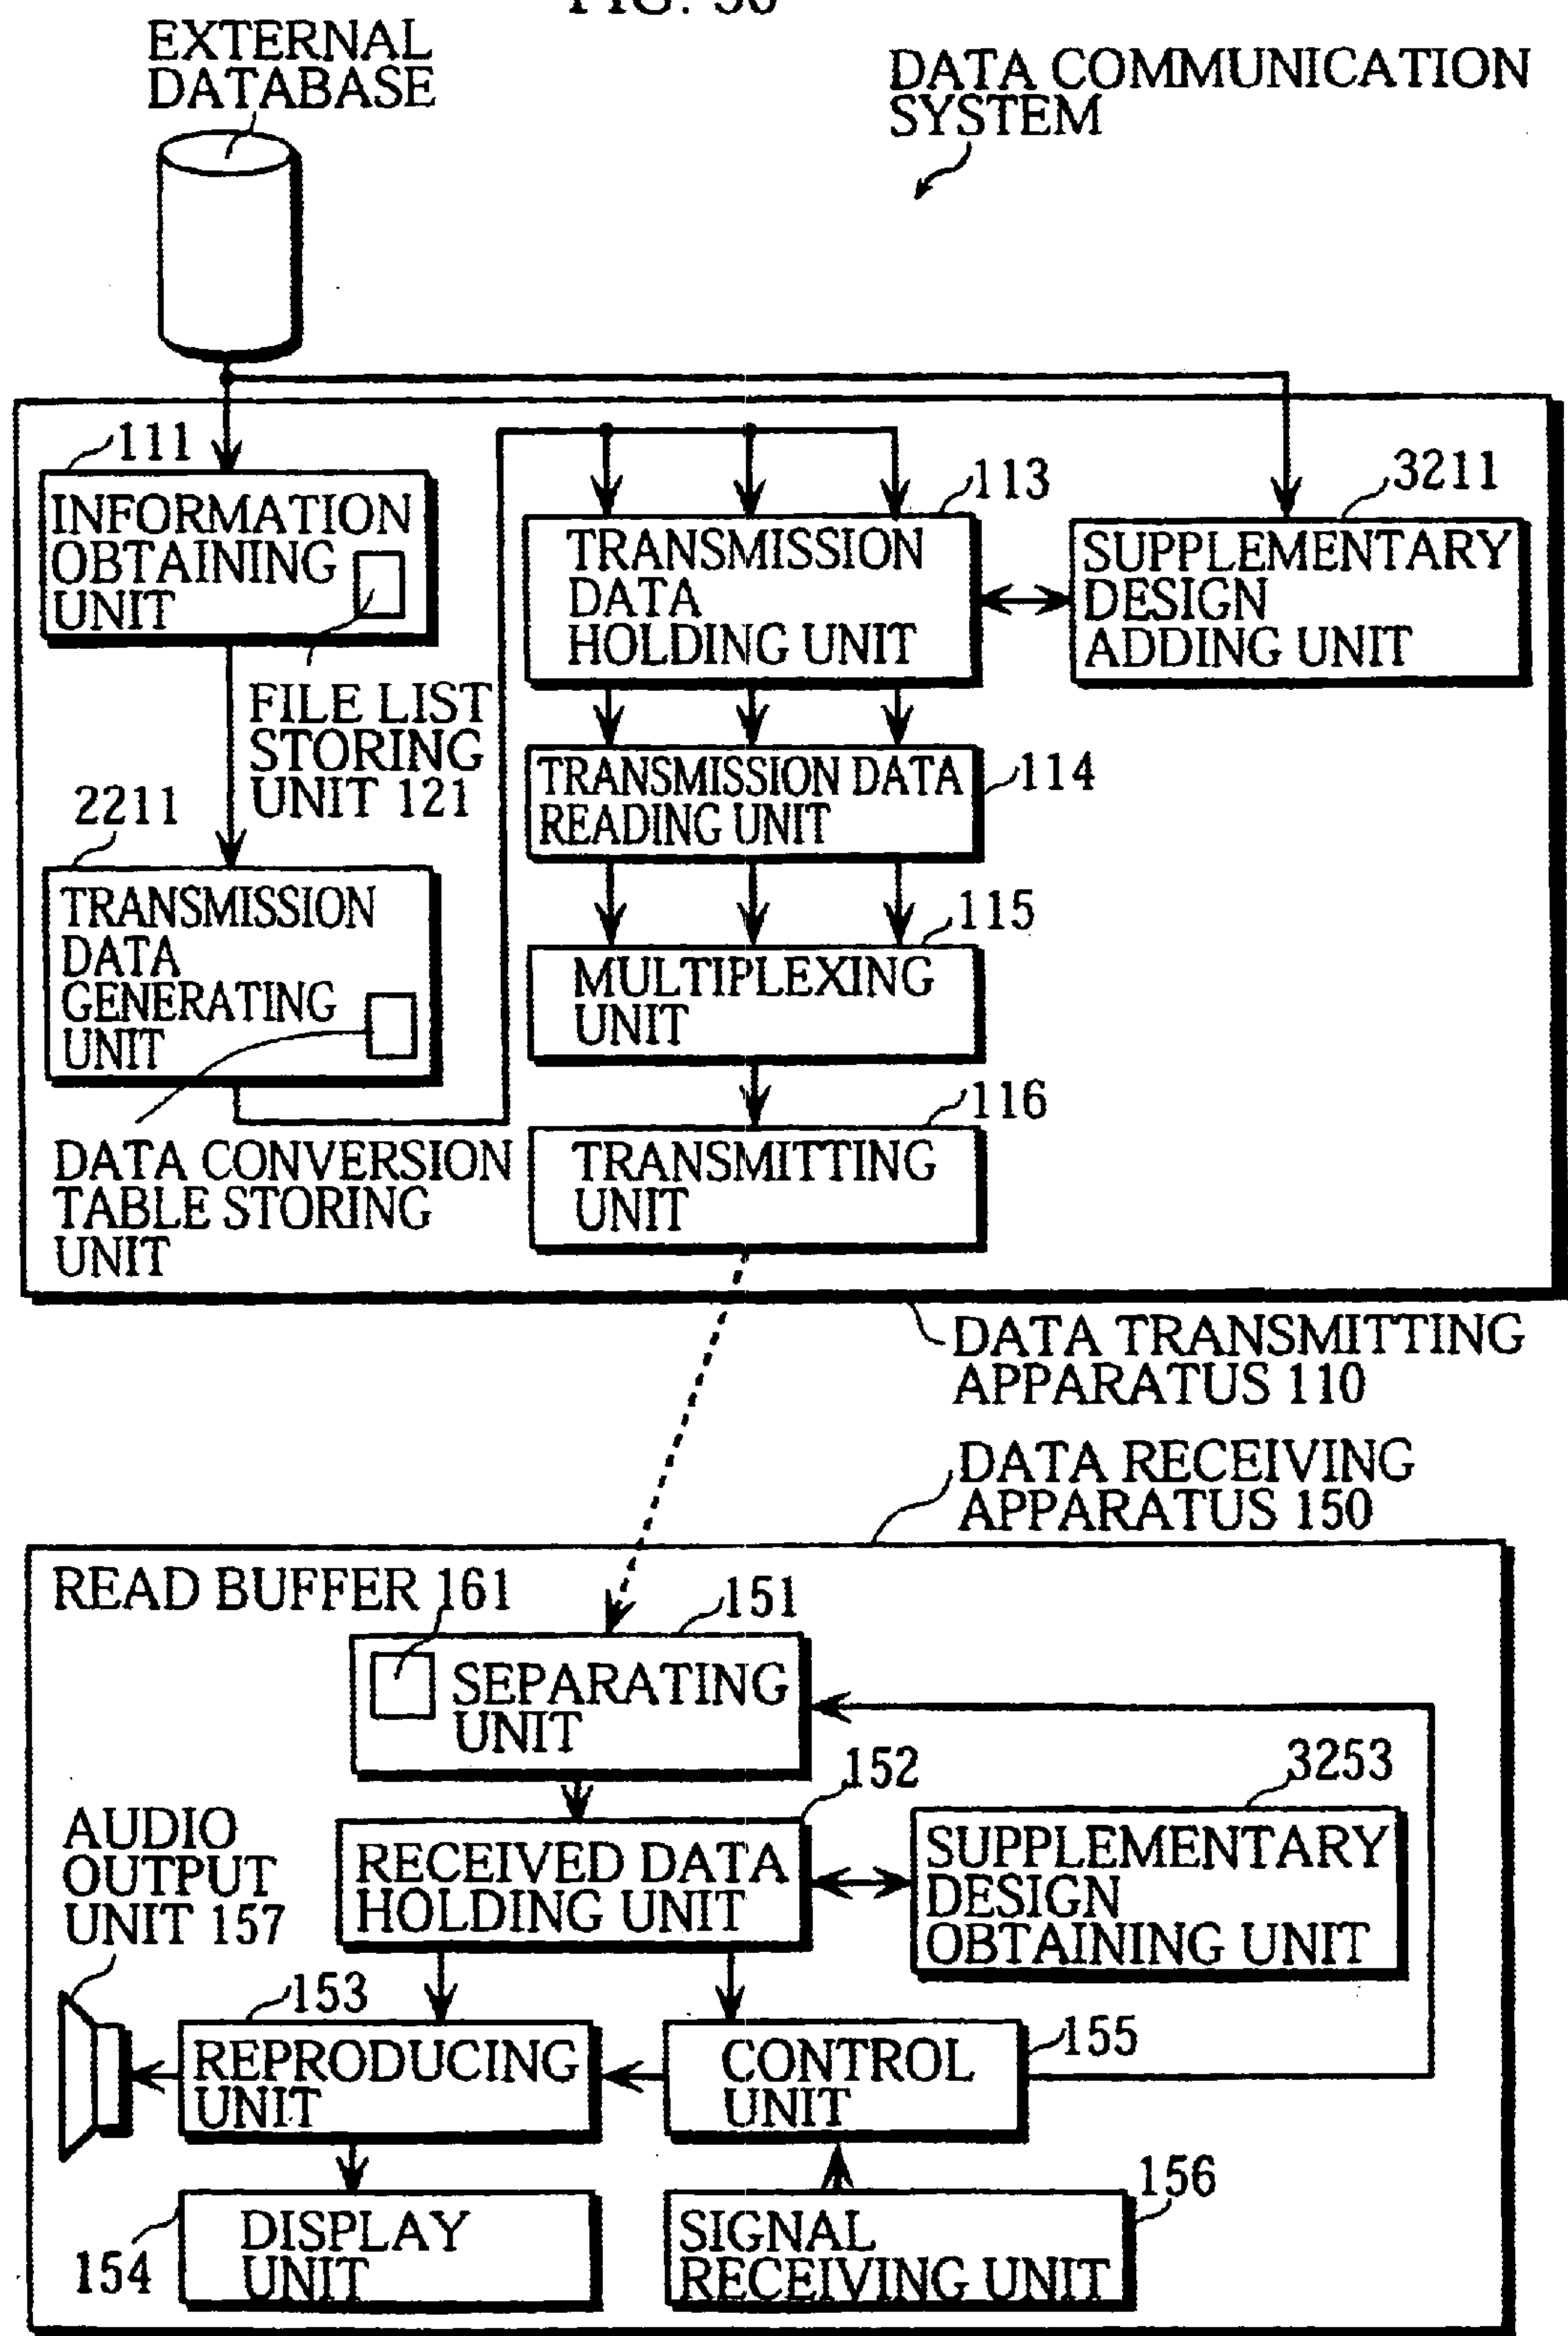 EXTERNAL
DATABASE
DATA COMMUNICATION
SYSTEM
111
INFORMATION
OBTAINING
UNIT
FILE LIST
STORING
UNIT 121
2211
TRANSMISSION
DATA
GENERATING
UNIT
DATA CONVERSION
TABLE STORING
UNIT
113
TRANSMISSION
DATA
HOLDING UNIT
3211
SUPPLEMENTARY
DESIGN
ADDING UNIT
114
TRANSMISSION DATA
READING UNIT
115
MULTIPLEXING
UNIT
116
TRANSMITTING
UNIT
DATA TRANSMITTING
APPARATUS 110
DATA RECEIVING
APPARATUS 150
READ BUFFER 161
151
SEPARATING
UNIT
152
RECEIVED DATA
HOLDING UNIT
3253
SUPPLEMENTARY
DESIGN
OBTAINING UNIT
AUDIO
OUTPUT
UNIT 157
153
REPRODUCING
UNIT
155
CONTROL
UNIT
154
DISPLAY
UNIT
156
SIGNAL
RECEIVING UNIT